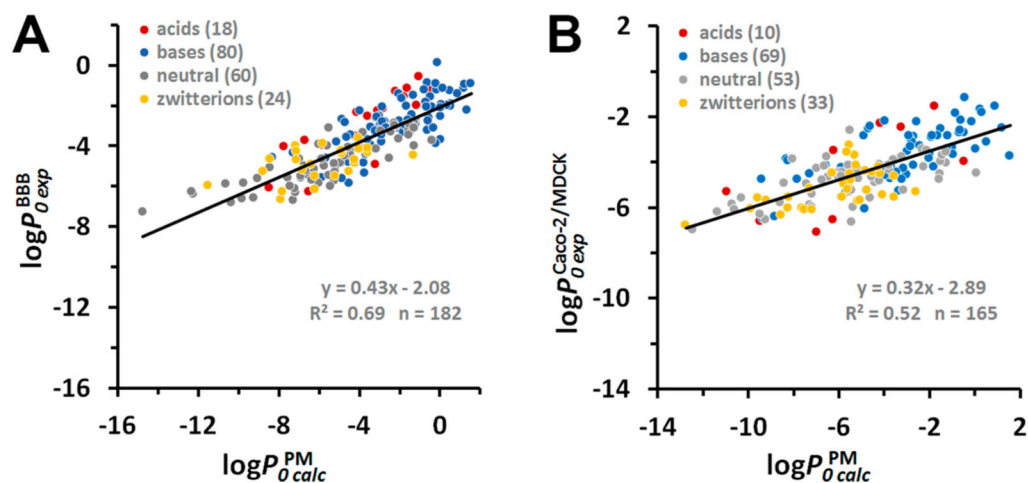 A
acids (18)
bases (80)
neutral (60)
zwitterions (24)
0
-4
-8
-12
-16
logP0 exp BBB
y = 0.43x - 2.08
R² = 0.69 n = 182
-16 -12 -8 -4 0
logP0 calc PM
B
acids (10)
bases (69)
neutral (53)
zwitterions (33)
2
-2
-6
-10
-14
logP0 exp Caco-2/MDCK
y = 0.32x - 2.89
R² = 0.52 n = 165
-14 -10 -6 -2 2
logP0 calc PM